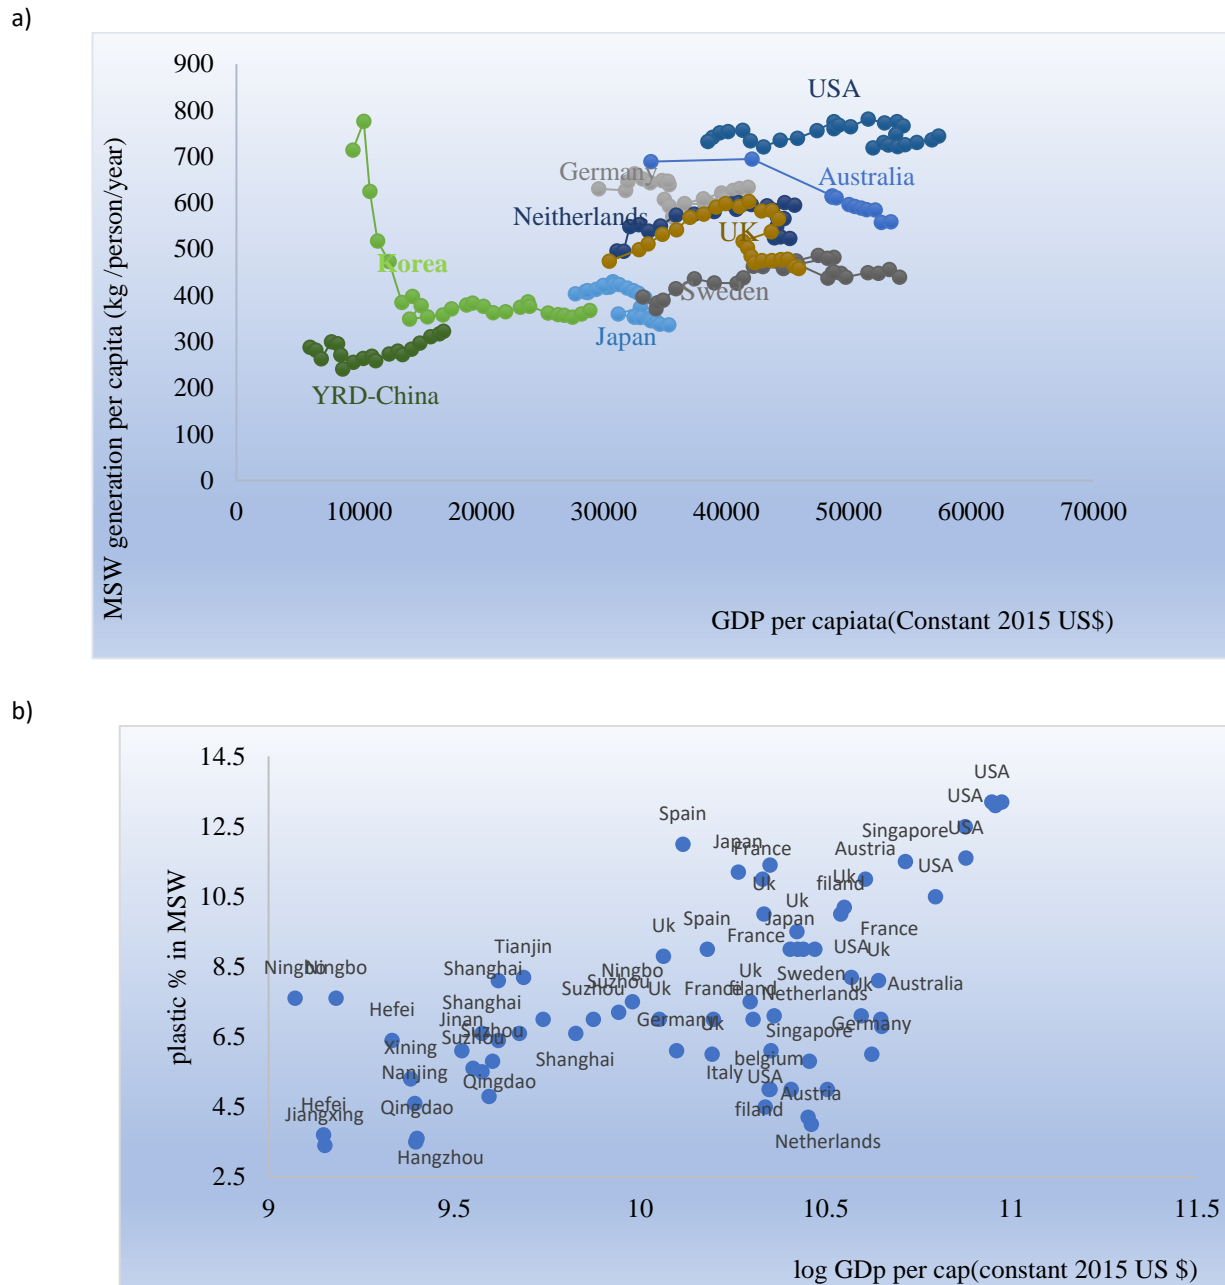 a)
900
800
700
600
500
400
300
200
100
0
0 10000 20000 30000 40000 50000 60000 70000
MSW generation per capita (kg /person/year)
GDP per capiata(Constant 2015 US$)
USA
Germany
Australia
Neitherlands
UK
Korea
Sweden
Japan
YRD-China
b)
14.5
12.5
10.5
8.5
6.5
4.5
2.5
9 9.5 10 10.5 11 11.5
plastic % in MSW
log GDp per cap(constant 2015 US $)
USA
USA
Spain
Singapore USA
Japan
France
Austria
USA
Uk
Uk
filand
Uk
Spain
Japan
Uk
France
France
Tianjin
USA
Uk
Ningbo
Ningbo
Shanghai
Ningbo
Uk
Sweden
Suzhou
Suzhou
Uk
France
filand
Netherlands
Uk
Australia
Hefei
Shanghai
Jinan
Suzhou
Germany
Uk
Singapore
Germany
Xining
Suzhou
Shanghai
Italy
belgium
Nanjing
Qingdao
USA
Austria
Hefei
Jiangxing
Qingdao
filand
Hangzhou
Netherlands